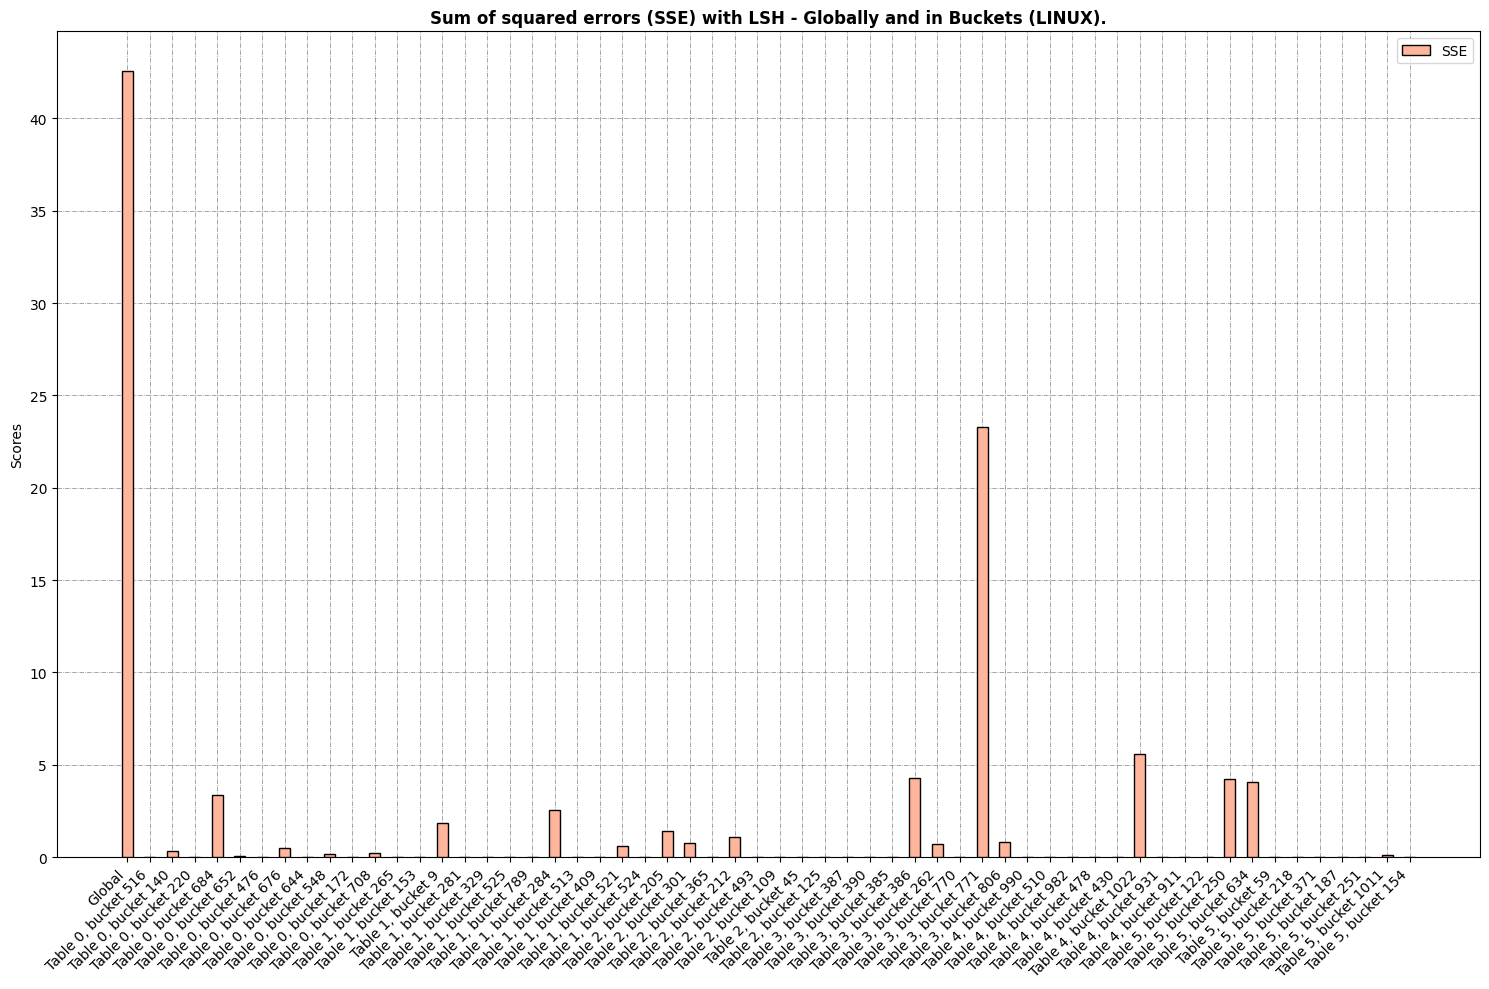 Sum of squared errors (SSE) with LSH - Globally and in Buckets (LINUX).
SSE
Scores
40
35
30
25
20
15
10
5
0
Global
Table 0, bucket 516
Table 0, bucket 140
Table 0, bucket 220
Table 0, bucket 684
Table 0, bucket 652
Table 0, bucket 476
Table 0, bucket 676
Table 0, bucket 644
Table 0, bucket 548
Table 0, bucket 172
Table 0, bucket 708
Table 1, bucket 265
Table 1, bucket 153
Table 1, bucket 9
Table 1, bucket 281
Table 1, bucket 329
Table 1, bucket 525
Table 1, bucket 789
Table 1, bucket 284
Table 1, bucket 513
Table 1, bucket 409
Table 1, bucket 521
Table 1, bucket 524
Table 2, bucket 205
Table 2, bucket 301
Table 2, bucket 365
Table 2, bucket 212
Table 2, bucket 493
Table 2, bucket 109
Table 2, bucket 45
Table 2, bucket 125
Table 3, bucket 387
Table 3, bucket 390
Table 3, bucket 385
Table 3, bucket 386
Table 3, bucket 262
Table 3, bucket 770
Table 3, bucket 771
Table 3, bucket 806
Table 4, bucket 990
Table 4, bucket 510
Table 4, bucket 982
Table 4, bucket 478
Table 4, bucket 430
Table 4, bucket 1022
Table 4, bucket 931
Table 4, bucket 911
Table 5, bucket 122
Table 5, bucket 250
Table 5, bucket 634
Table 5, bucket 59
Table 5, bucket 218
Table 5, bucket 371
Table 5, bucket 187
Table 5, bucket 251
Table 5, bucket 1011
Table 5, bucket 154